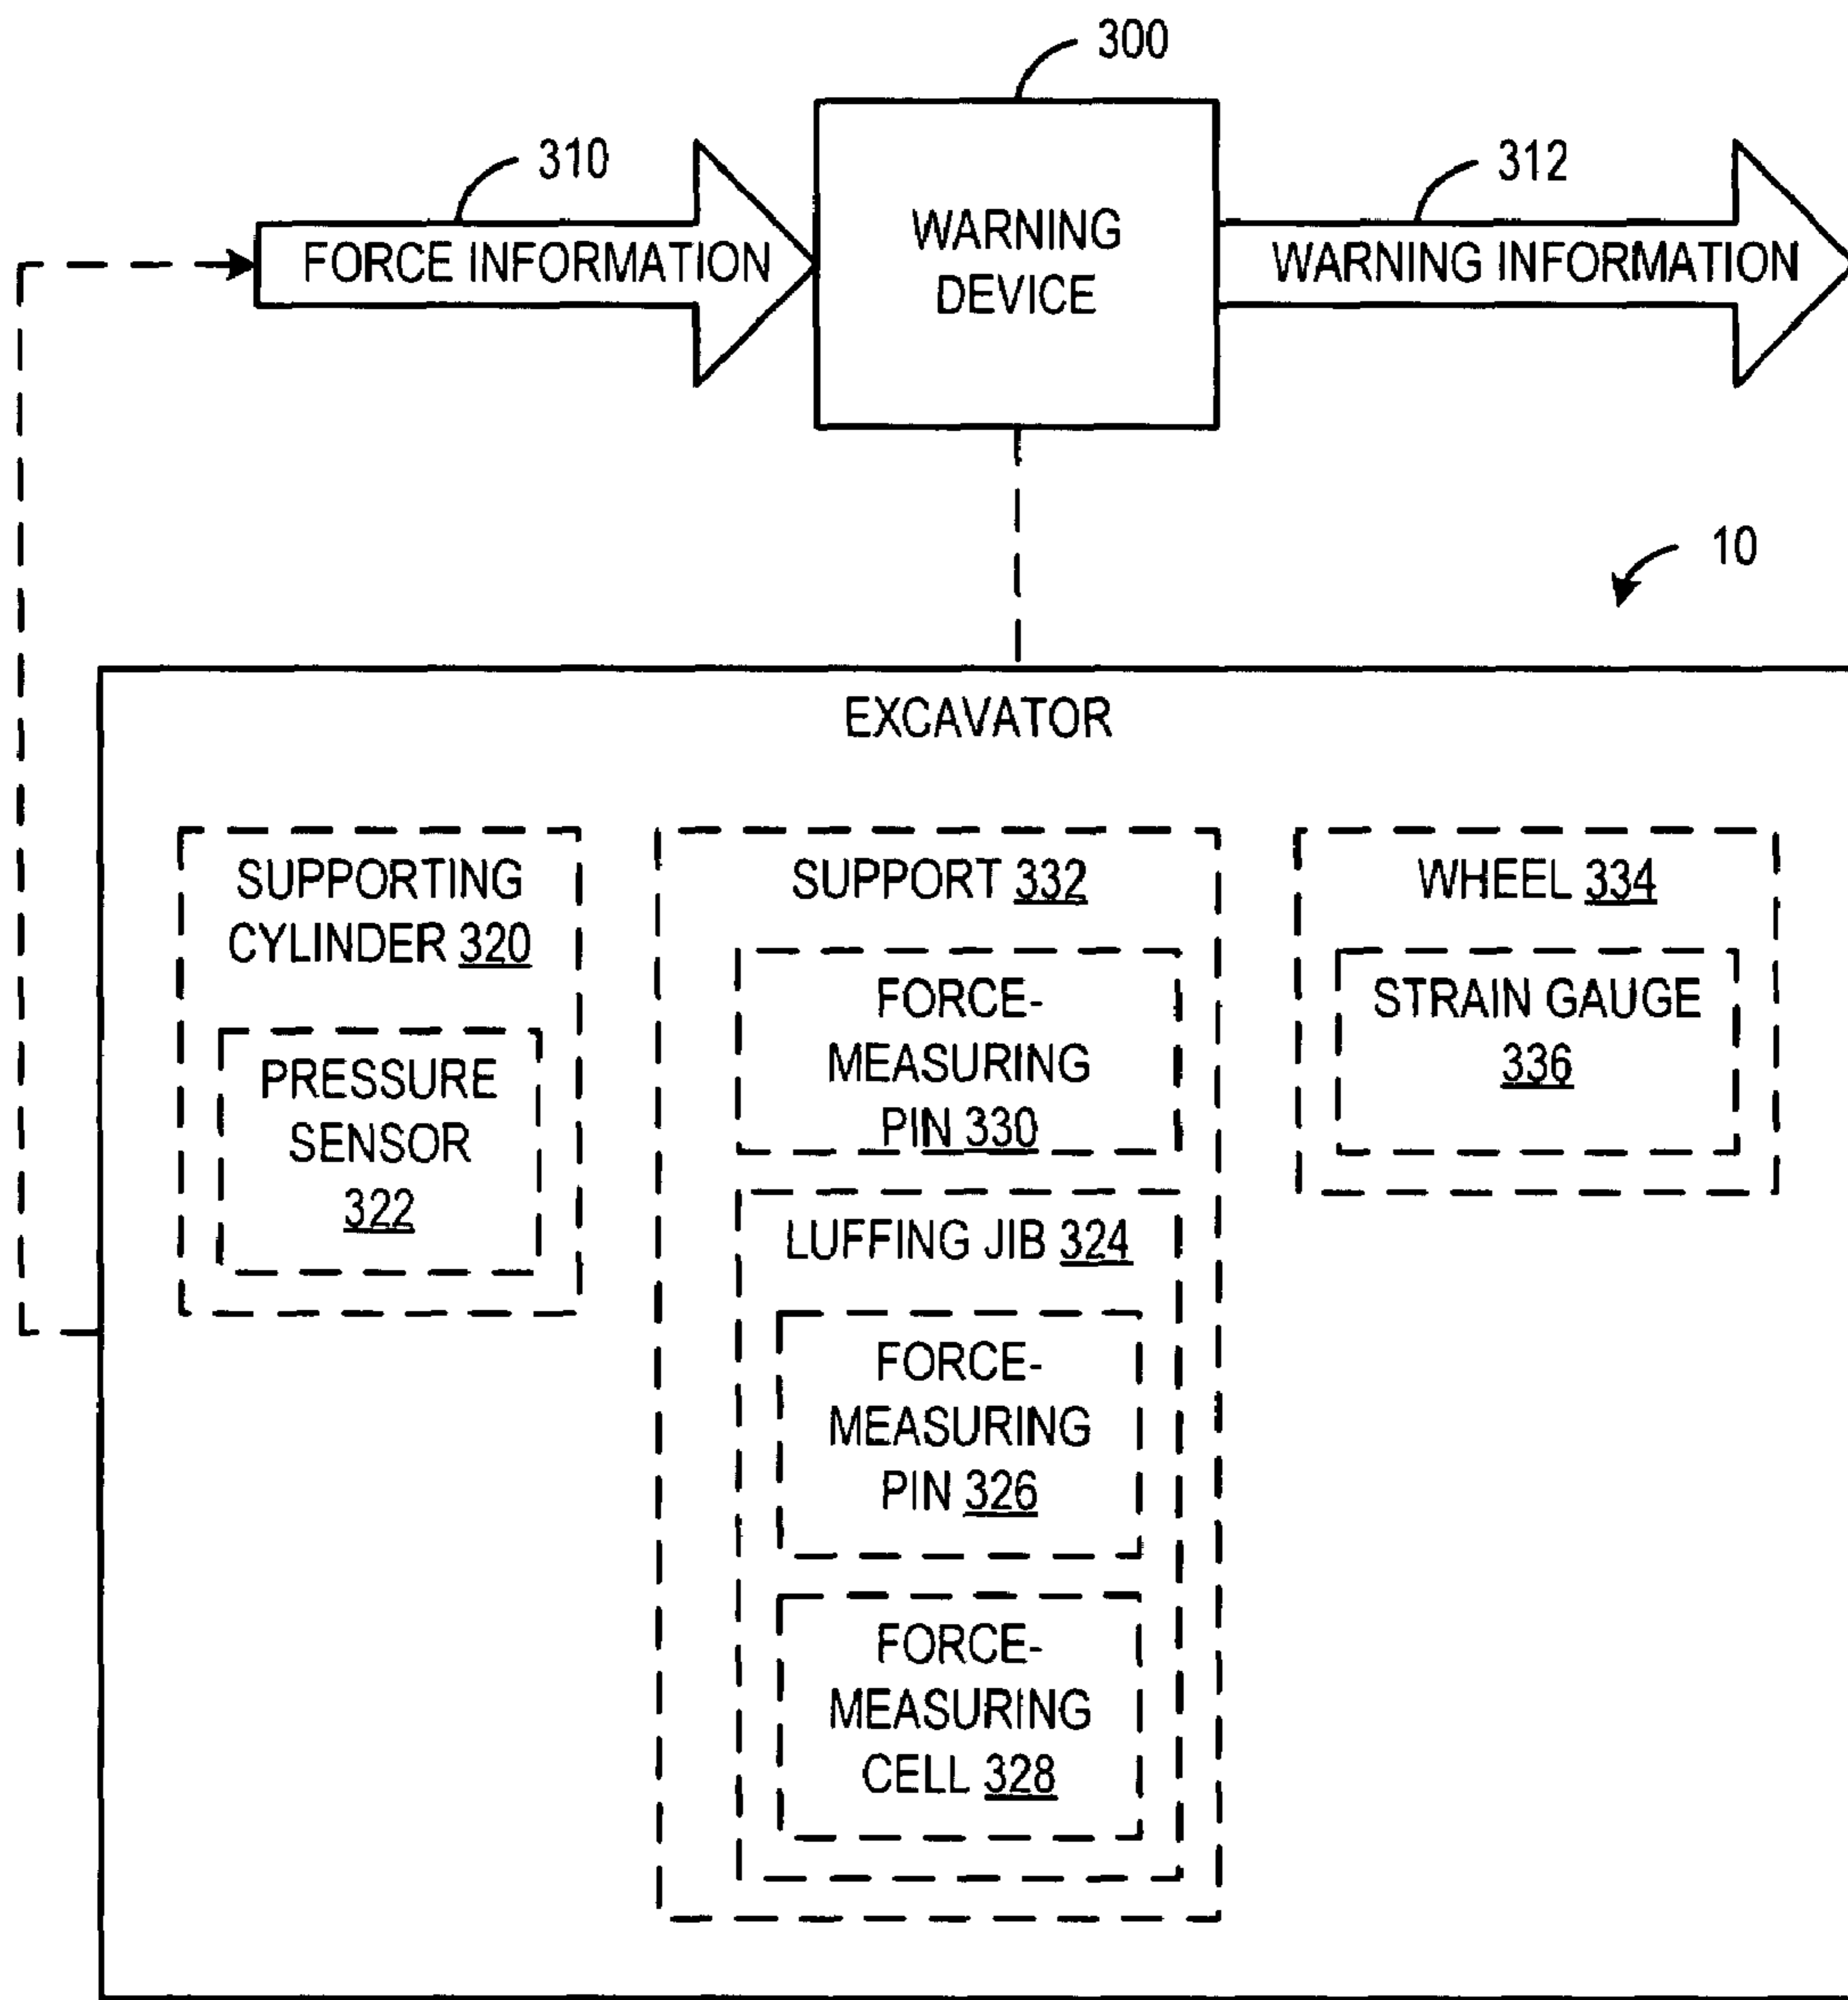 300
310
312
FORCE INFORMATION
WARNING
DEVICE
WARNING INFORMATION
10
EXCAVATOR
SUPPORTING
CYLINDER 320
PRESSURE
SENSOR
322
SUPPORT 332
FORCE-
MEASURING
PIN 330
LUFFING JIB 324
FORCE-
MEASURING
PIN 326
FORCE-
MEASURING
CELL 328
WHEEL 334
STRAIN GAUGE
336